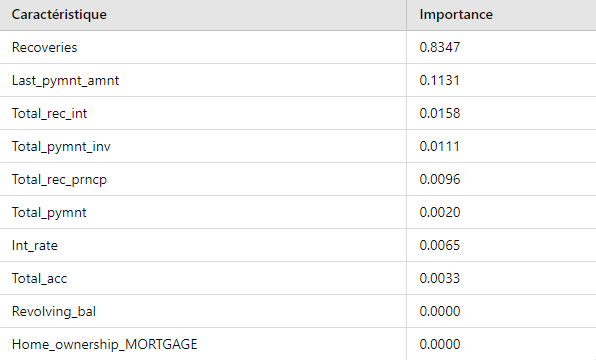 Caractéristique Importance
Recoveries 0.8347
Last_pymnt_amnt 0.1131
Total_rec_int 0.0158
Total_pymnt_inv 0.0111
Total_rec_prncp 0.0096
Total_pymnt 0.0020
Int_rate 0.0065
Total_acc 0.0033
Revolving_bal 0.0000
Home_ownership_MORTGAGE 0.0000